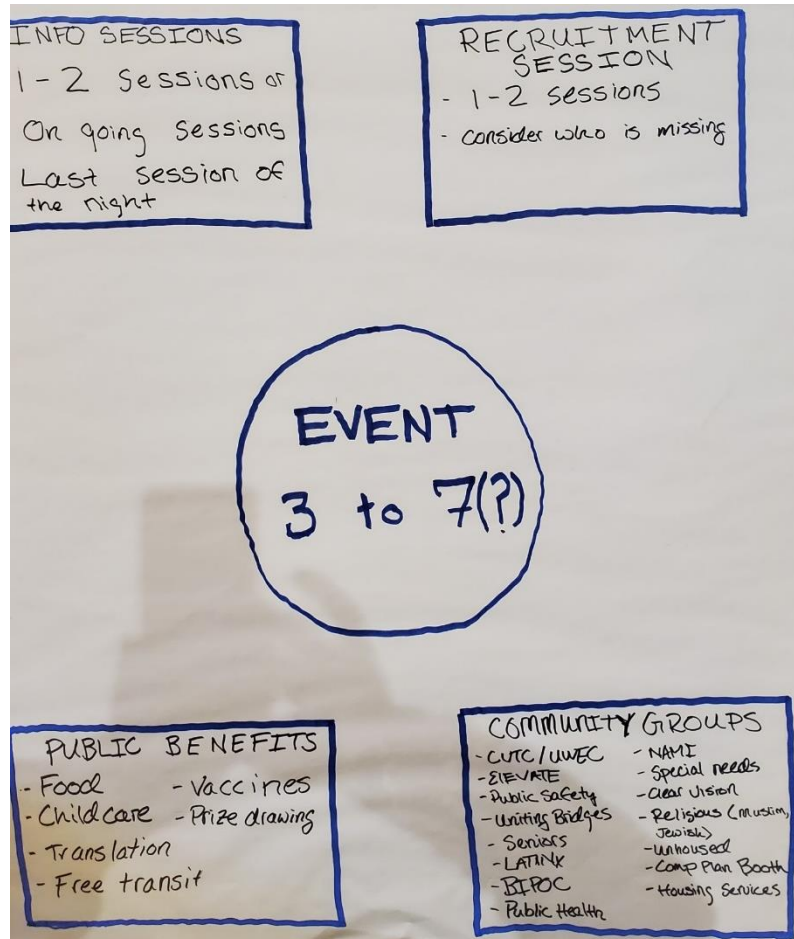 INFO SESSIONS
1-2 Sessions or
On going Sessions
Last session of
the night
RECRUITMENT
SESSION
- 1-2 sessions
- consider who is missing
EVENT
3 to 7(?)
PUBLIC BENEFITS
- Food
- Childcare
- Translation
- Free transit
- Vaccines
- Prize drawing
COMMUNITY GROUPS
- CVTC/UWEC
- ElEVATE
- Public Safety
- Uniting Bridges
- Seniors
- LATINX
- BIPOC
- Public Health
- NAMI
- Special needs
- Clear Vision
- Religious (Muslim,
Jewish)
- unhoused
- Comp Plan Booth
- Housing Services